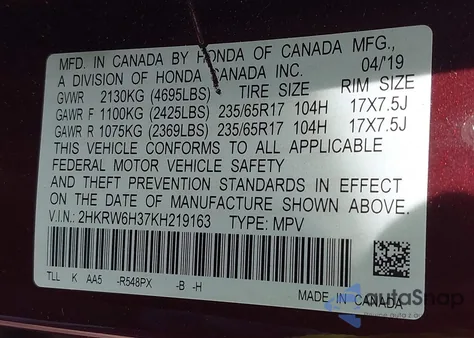 MFD. IN CANADA BY HONDA OF CANADA MFG.,
A DIVISION OF HONDA CANADA INC. 04/'19
GVWR 2130KG (4695LBS) TIRE SIZE RIM SIZE
GAWR F 1100KG (2425LBS) 235/65R17 104H 17X7.5J
GAWR R 1075KG (2369LBS) 235/65R17 104H 17X7.5J
THIS VEHICLE CONFORMS TO ALL APPLICABLE
FEDERAL MOTOR VEHICLE SAFETY
AND THEFT PREVENTION STANDARDS IN EFFECT
ON THE DATE OF MANUFACTURE SHOWN ABOVE.
V.I.N.: 2HKRW6H37KH219163 TYPE: MPV
TLL K AA5 -R548PX -B -H
MADE IN CANADA
autaSnap